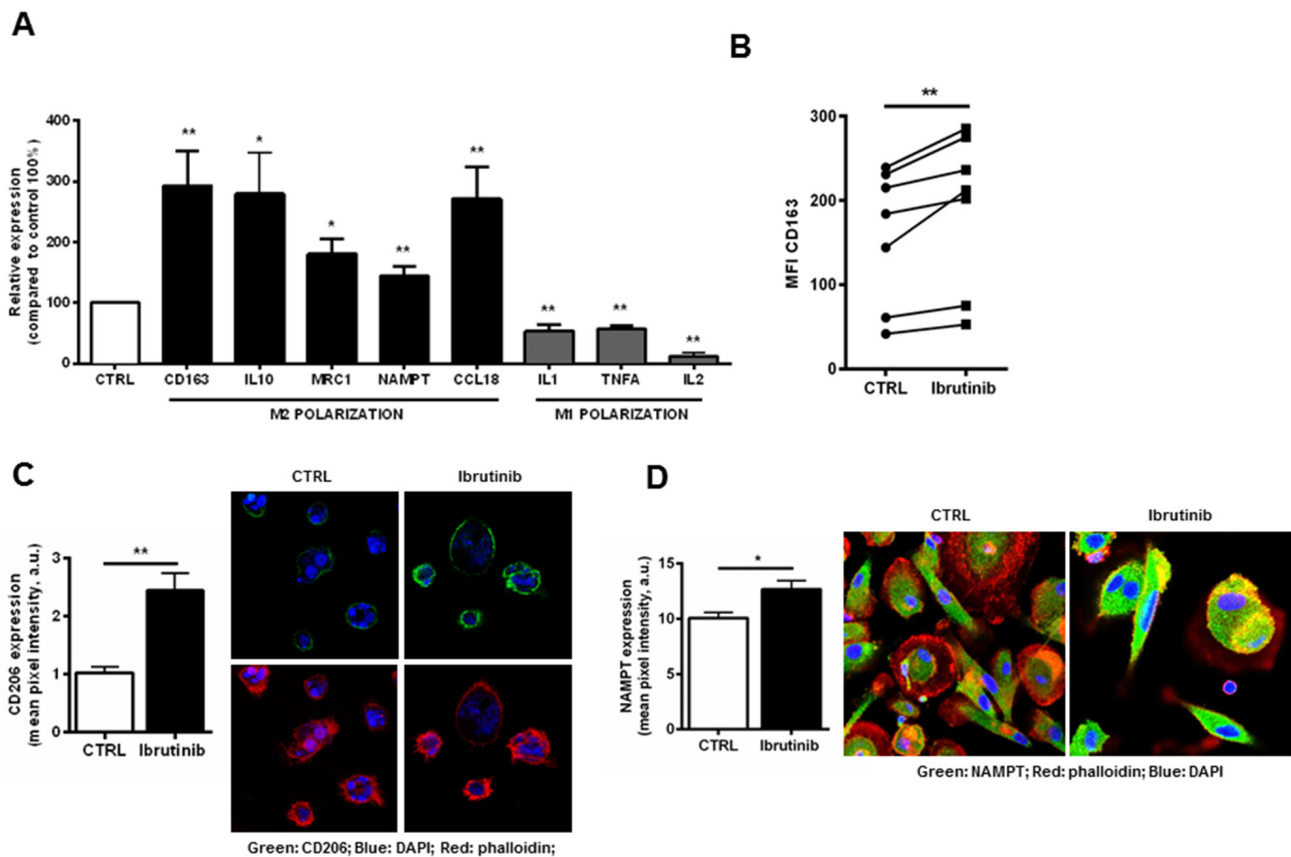 A
Relative expression
(compared to control 100%)
400
300
200
100
0
**
*
*
**
**
**
**
**
CTRL CD163 IL10 MRC1 NAMPT CCL18 IL1 TNFA IL2
M2 POLARIZATION M1 POLARIZATION
B
**
MFI CD163
300
200
100
0
CTRL Ibrutinib
C
CD206 expression
(mean pixel intensity, a.u.)
3
2
1
0
**
CTRL Ibrutinib
CTRL Ibrutinib
Green: CD206; Blue: DAPI; Red: phalloidin;
D
NAMPT expression
(mean pixel intensity, a.u.)
15
10
5
0
*
CTRL Ibrutinib
CTRL Ibrutinib
Green: NAMPT; Red: phalloidin; Blue: DAPI